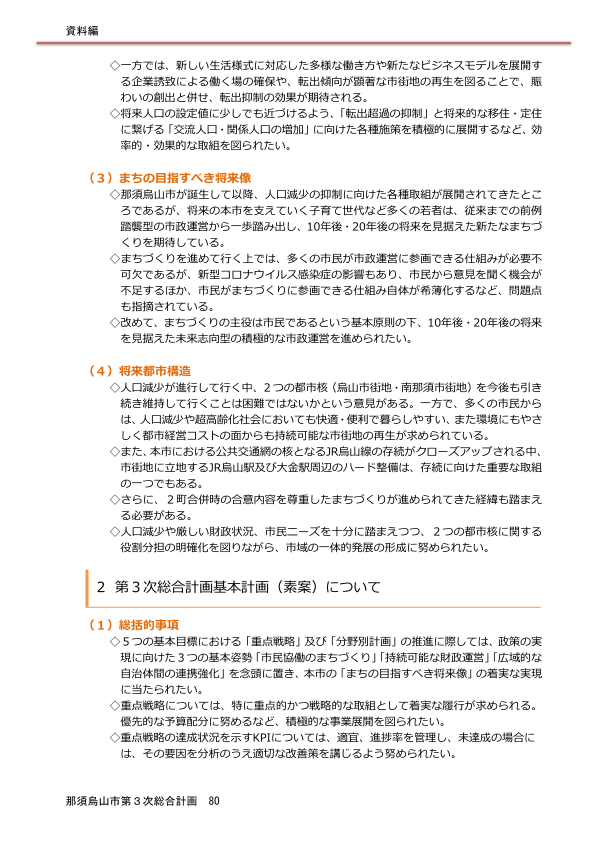 資料編
◇一方では、新しい生活様式に対応した多様な働き方や新たなビジネスモデルを展開す
る企業誘致による働く場の確保や、転出傾向が顕著な市街地の再生を図ることで、賑
わいの創出と併せ、転出抑制の効果が期待される。
◇将来人口の設定値に少しでも近づけるよう、「転出超過の抑制」と将来的な移住・定住
に繋げる「交流人口・関係人口の増加」に向けた各種施策を積極的に展開するなど、効
率的・効果的な取組を図られたい。
（３）まちの目指すべき将来像
◇那須烏山市が誕生して以降、人口減少の抑制に向けた各種取組が展開されてきたとこ
ろであるが、将来の本市を支えていく子育て世代など多くの若者は、従来までの前例
踏襲型の市政運営から一歩踏み出し、10年後・20年後の将来を見据えた新たなまちづ
くりを期待している。
◇まちづくりを進めて行く上では、多くの市民が市政運営に参画できる仕組みが必要不
可欠であるが、新型コロナウイルス感染症の影響もあり、市民から意見を聞く機会が
不足するほか、市民がまちづくりに参画できる仕組み自体が希薄化するなど、問題点
も指摘されている。
◇改めて、まちづくりの主役は市民であるという基本原則の下、10年後・20年後の将来
を見据えた未来志向型の積極的な市政運営を進められたい。
（４）将来都市構造
◇人口減少が進行して行く中、２つの都市核（烏山市街地・南那須市街地）を今後も引き
続き維持して行くことは困難ではないかという意見がある。一方で、多くの市民から
は、人口減少や超高齢化社会においても快適・便利で暮らしやすい、また環境にもやさ
しく都市経営コストの面からも持続可能な市街地の再生が求められている。
◇また、本市における公共交通網の核となるJR烏山線の存続がクローズアップされる中、
市街地に立地するJR烏山駅及び大金駅周辺のハード整備は、存続に向けた重要な取組
の一つでもある。
◇さらに、２町合併時の合意内容を尊重したまちづくりが進められてきた経緯も踏まえ
る必要がある。
◇人口減少や厳しい財政状況、市民ニーズを十分に踏まえつつ、２つの都市核に関する
役割分担の明確化を図りながら、市域の一体的発展の形成に努められたい。
２ 第３次総合計画基本計画（素案）について
（１）総括的事項
◇５つの基本目標における「重点戦略」及び「分野別計画」の推進に際しては、政策の実
現に向けた３つの基本姿勢「市民協働のまちづくり」「持続可能な財政運営」「広域的な
自治体間の連携強化」を念頭に置き、本市の「まちの目指すべき将来像」の着実な実現
に当たられたい。
◇重点戦略については、特に重点的かつ戦略的な取組として着実な履行が求められる。
優先的な予算配分に努めるなど、積極的な事業展開を図られたい。
◇重点戦略の達成状況を示すKPIについては、適宜、進捗率を管理し、未達成の場合に
は、その要因を分析のうえ適切な改善策を講じるよう努められたい。
那須烏山市第３次総合計画 80